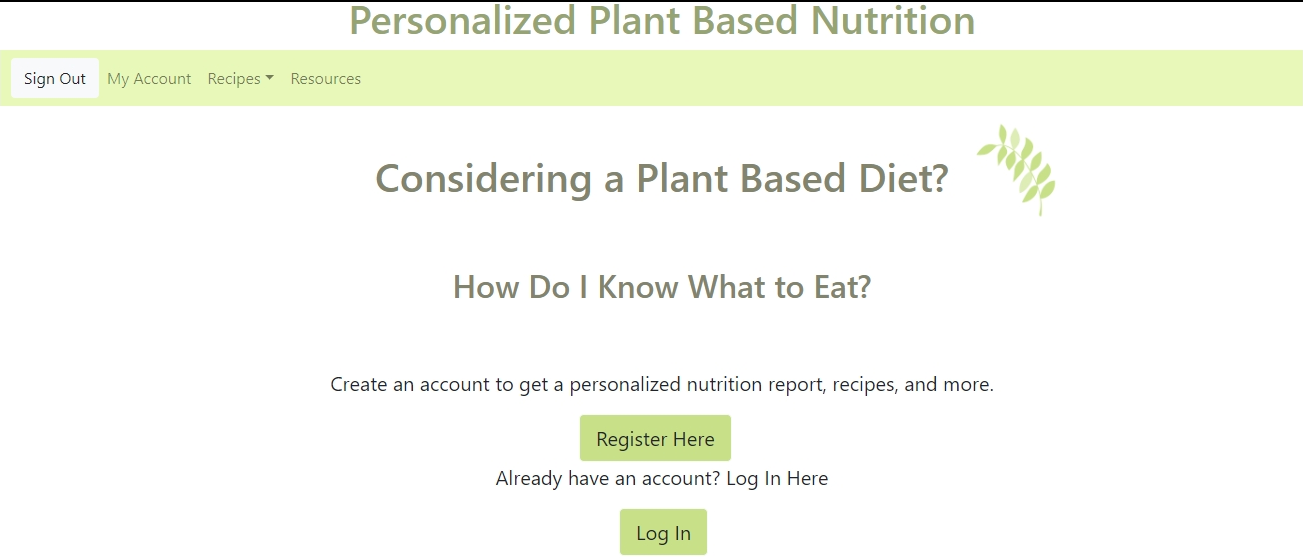 Personalized Plant Based Nutrition
Sign Out My Account Recipes Resources
Considering a Plant Based Diet?
How Do I Know What to Eat?
Create an account to get a personalized nutrition report, recipes, and more.
Register Here
Already have an account? Log In Here
Log In